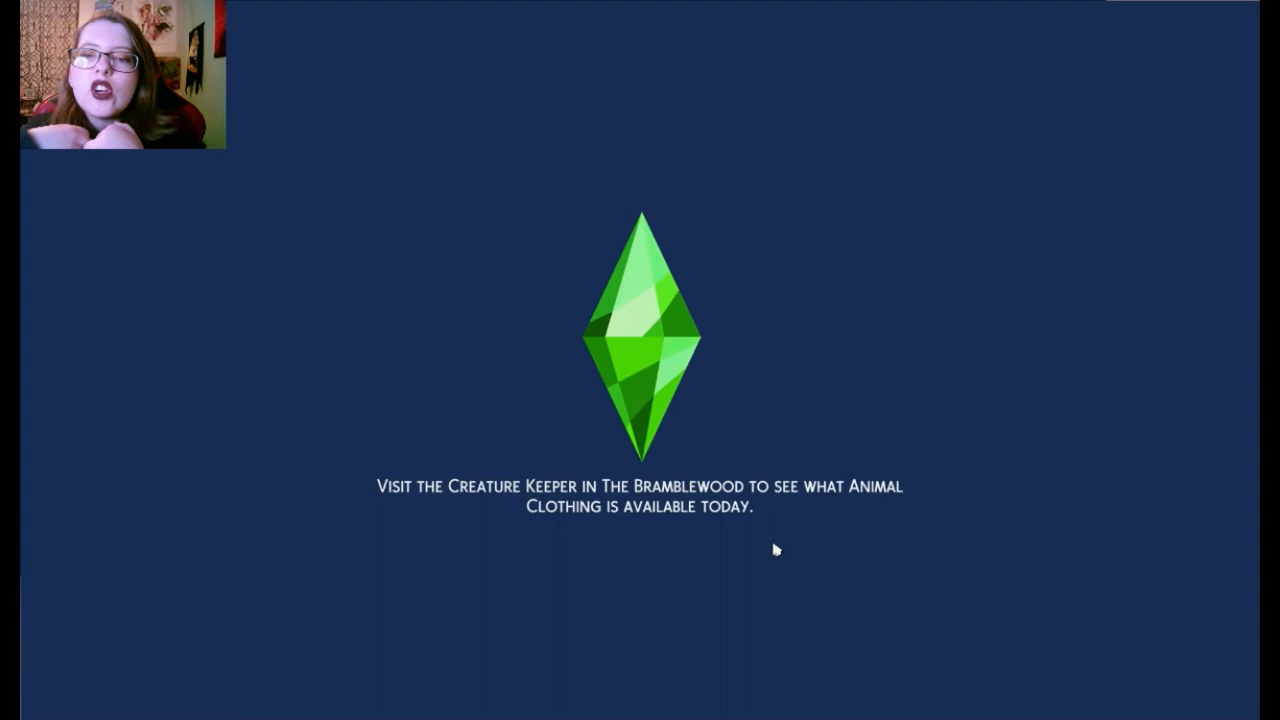 Visit the Creature Keeper in The Bramblewood to see what Animal
Clothing is available today.